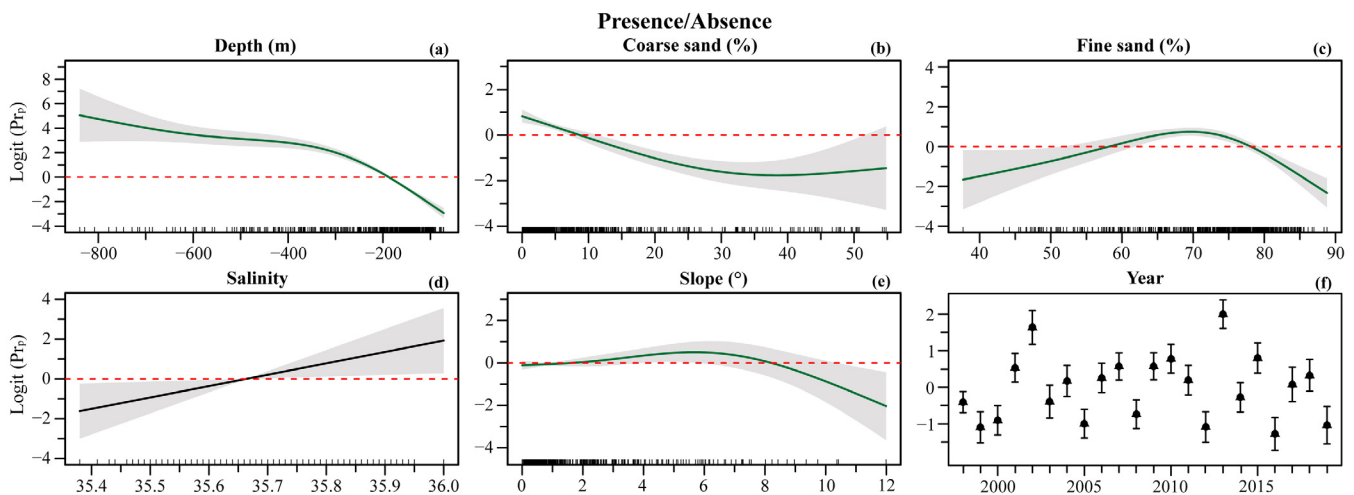 Presence/Absence
Depth (m) (a)
Coarse sand (%) (b)
Fine sand (%) (c)
Logit (Prp)
8
6
4
2
0
−2
−4
−800 −600 −400 −200
2
0
−2
−4
0 10 20 30 40 50
4
2
0
−2
−4
40 50 60 70 80 90
Salinity (d)
Slope (°) (e)
Year (f)
Logit (Prp)
4
2
0
−2
−4
35.4 35.5 35.6 35.7 35.8 35.9 36.0
2
0
−2
−4
0 2 4 6 8 10 12
2
1
0
−1
2000 2005 2010 2015